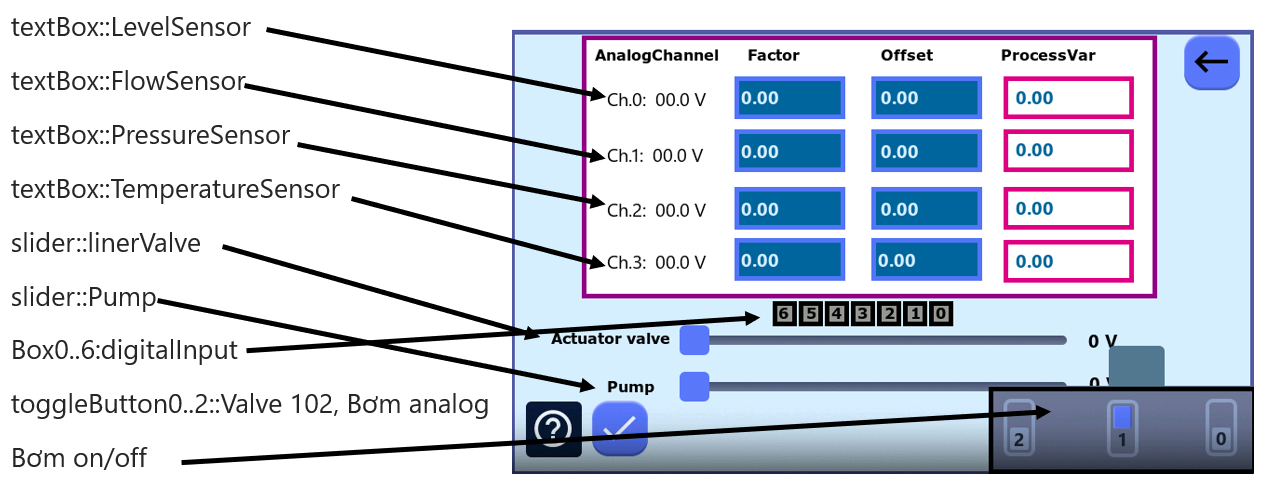 textBox::LevelSensor
textBox::FlowSensor
textBox::PressureSensor
textBox::TemperatureSensor
slider::linerValve
slider::Pump
Box0..6:digitalInput
toggleButton0..2::Valve 102, Bơm analog
Bơm on/off
AnalogChannel Factor Offset ProcessVar
Ch.0: 00.0 V 0.00 0.00 0.00
Ch.1: 00.0 V 0.00 0.00 0.00
Ch.2: 00.0 V 0.00 0.00 0.00
Ch.3: 00.0 V 0.00 0.00 0.00
6 5 4 3 2 1 0
Actuator valve 0 V
Pump 0 V
? 2 1 0